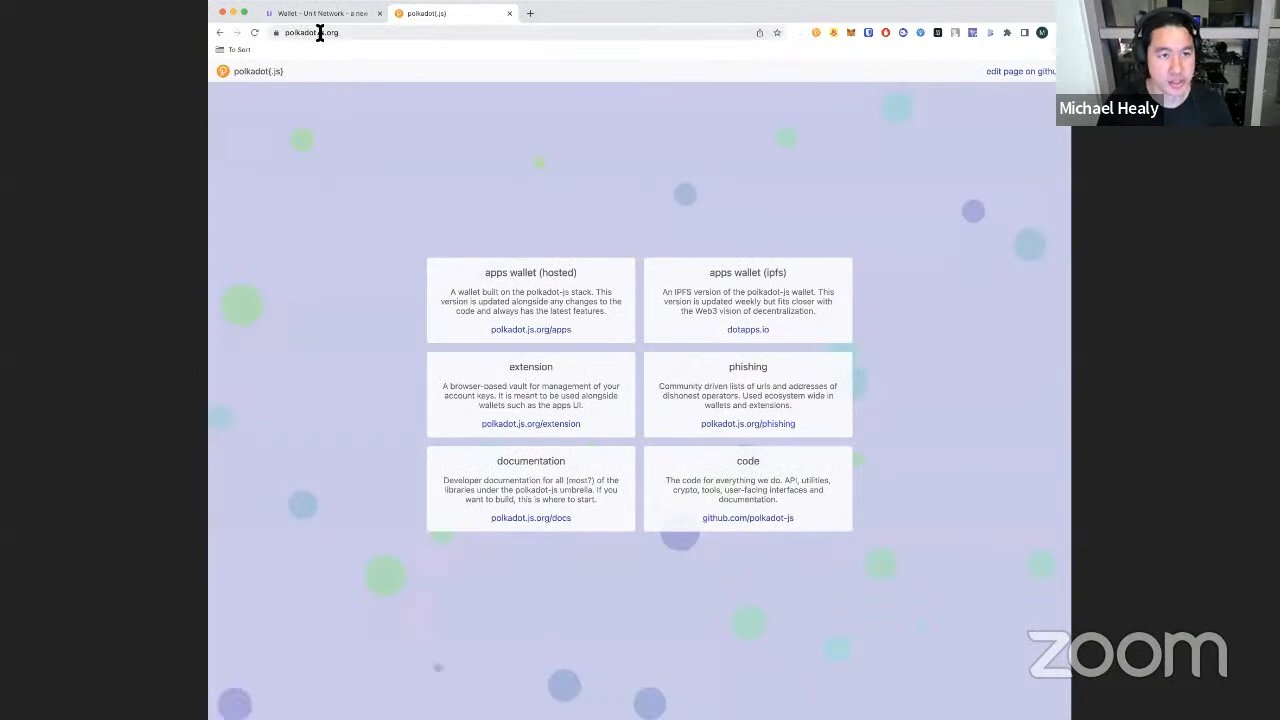 Wallet - Unit Network - a new
polkadot{.js}
polkadot.js.org
To Sort
M
polkadot{.js}
edit page on githu
Michael Healy
apps wallet (hosted)
A wallet built on the polkadot-js stack. This
version is updated alongside any changes to the
code and always has the latest features.
polkadot.js.org/apps
apps wallet (ipfs)
An IPFS version of the polkadot-js wallet. This
version is updated weekly but fits closer with
the Web3 vision of decentralization.
dotapps.io
extension
A browser-based vault for management of your
account keys. It is meant to be used alongside
wallets such as the apps UI.
polkadot.js.org/extension
phishing
Community driven lists of urls and addresses of
dishonest operators. Used ecosystem wide in
wallets and extensions.
polkadot.js.org/phishing
documentation
Developer documentation for all (most?) of the
libraries under the polkadot-js umbrella. If you
want to build, this is where to start.
polkadot.js.org/docs
code
The code for everything we do. API, utilities,
crypto, tools, user-facing interfaces and
documentation.
github.com/polkadot-js
zoom